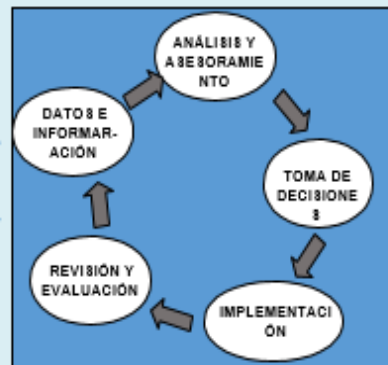 ANÁLISIS Y
ASESORAMIE
NTO
DATOS E
INFORMAR-
ACIÓN
TOMA DE
DECISIONE
S
REVISIÓN Y
EVALUACIÓN
IMPLEMENTACI
ÓN